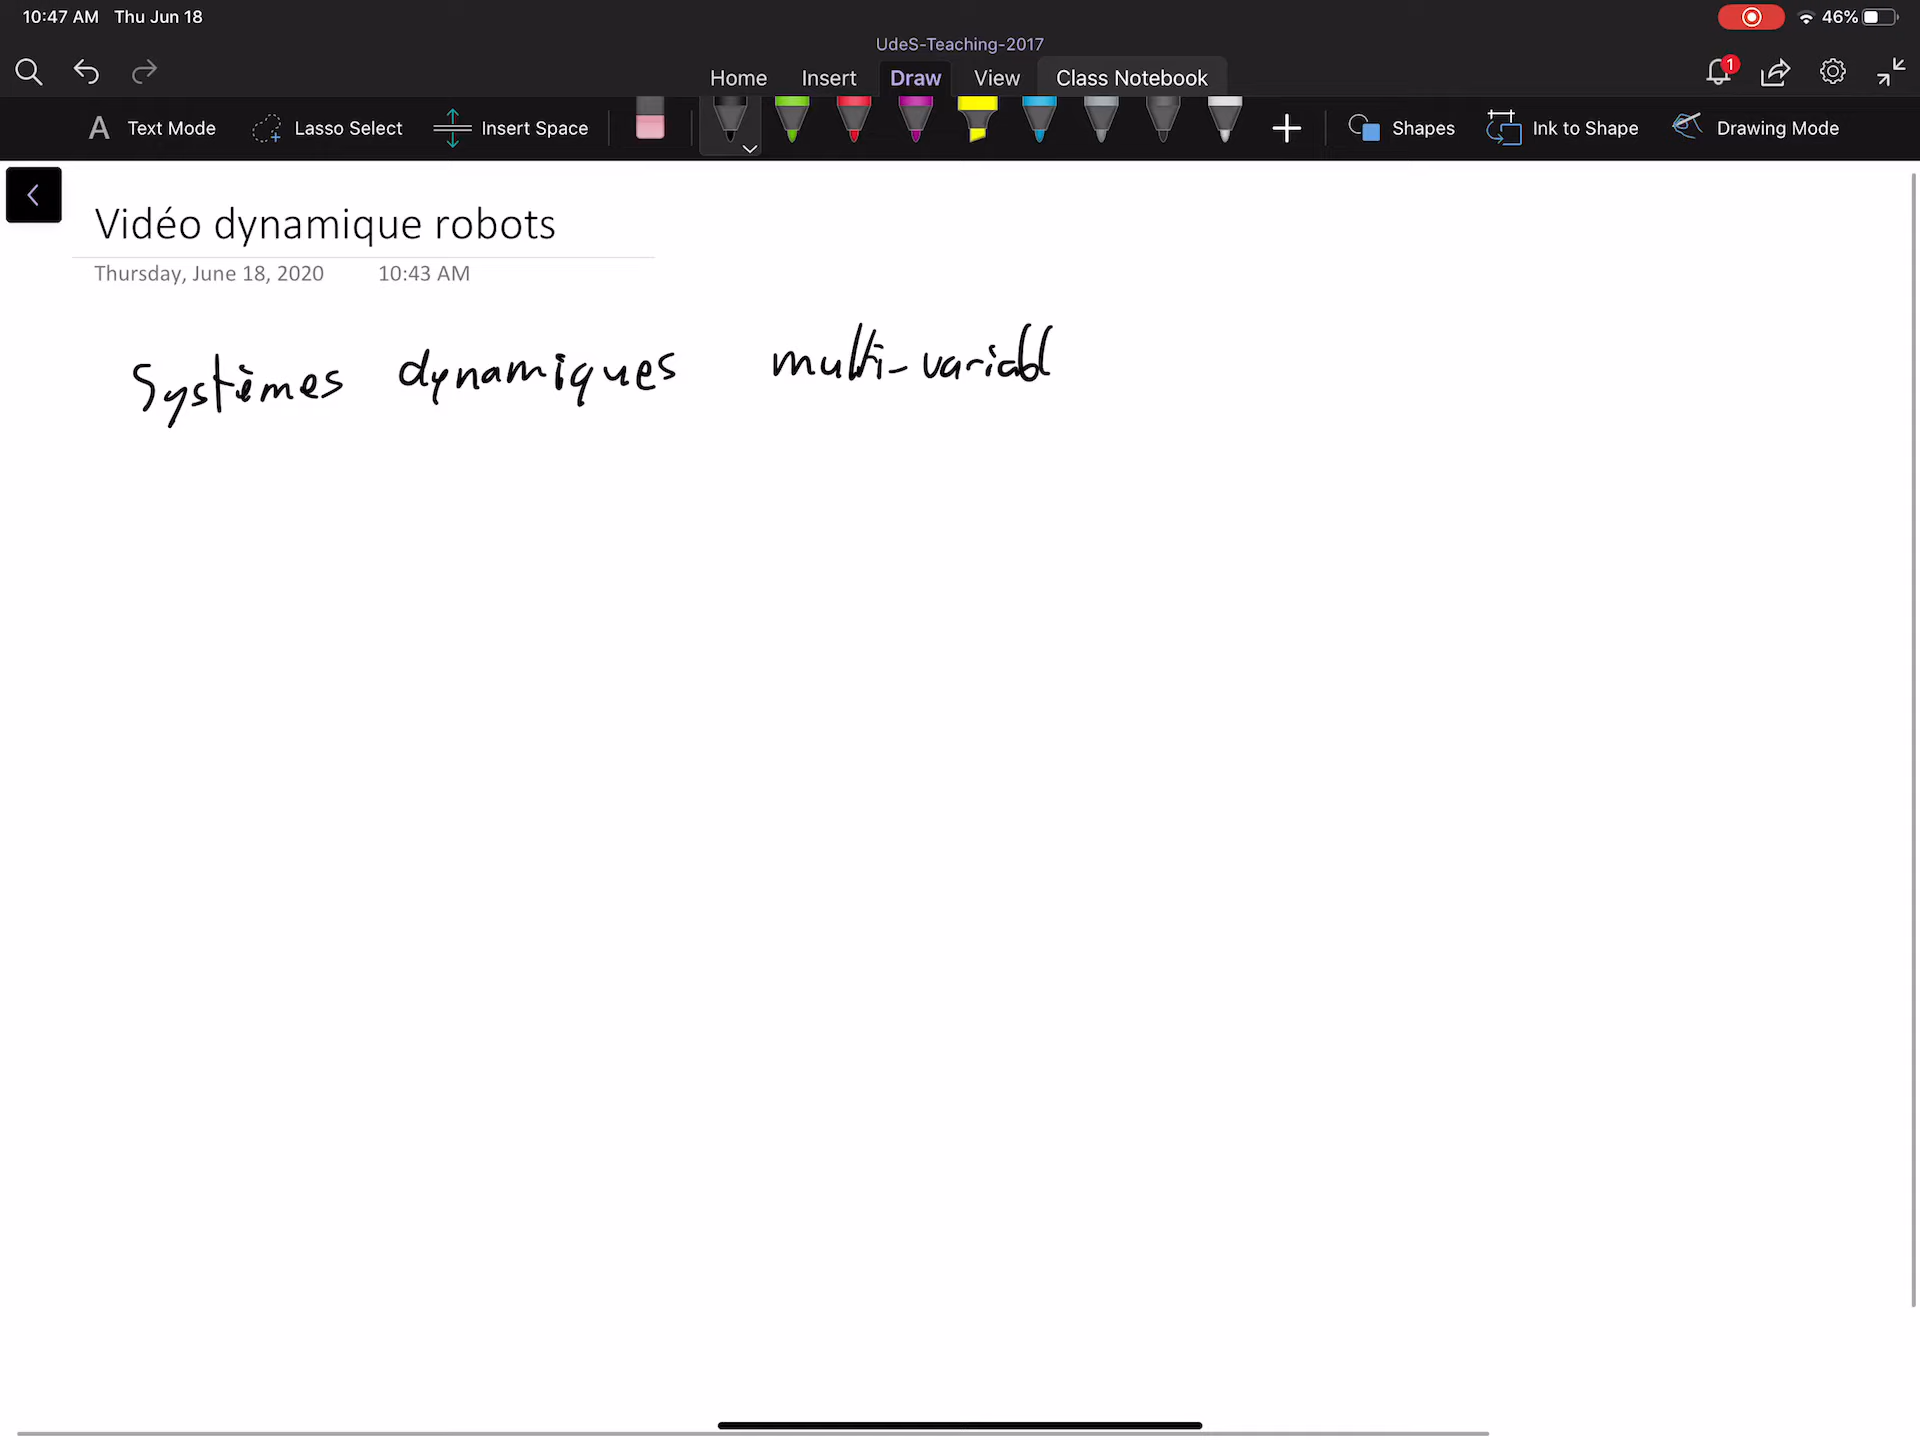 10:47 AM Thu Jun 18
46%
UdeS-Teaching-2017
Home Insert Draw View Class Notebook
1
Text Mode Lasso Select Insert Space Shapes Ink to Shape Drawing Mode
Vidéo dynamique robots
Thursday, June 18, 2020 10:43 AM
Systèmes dynamiques multi-variabl